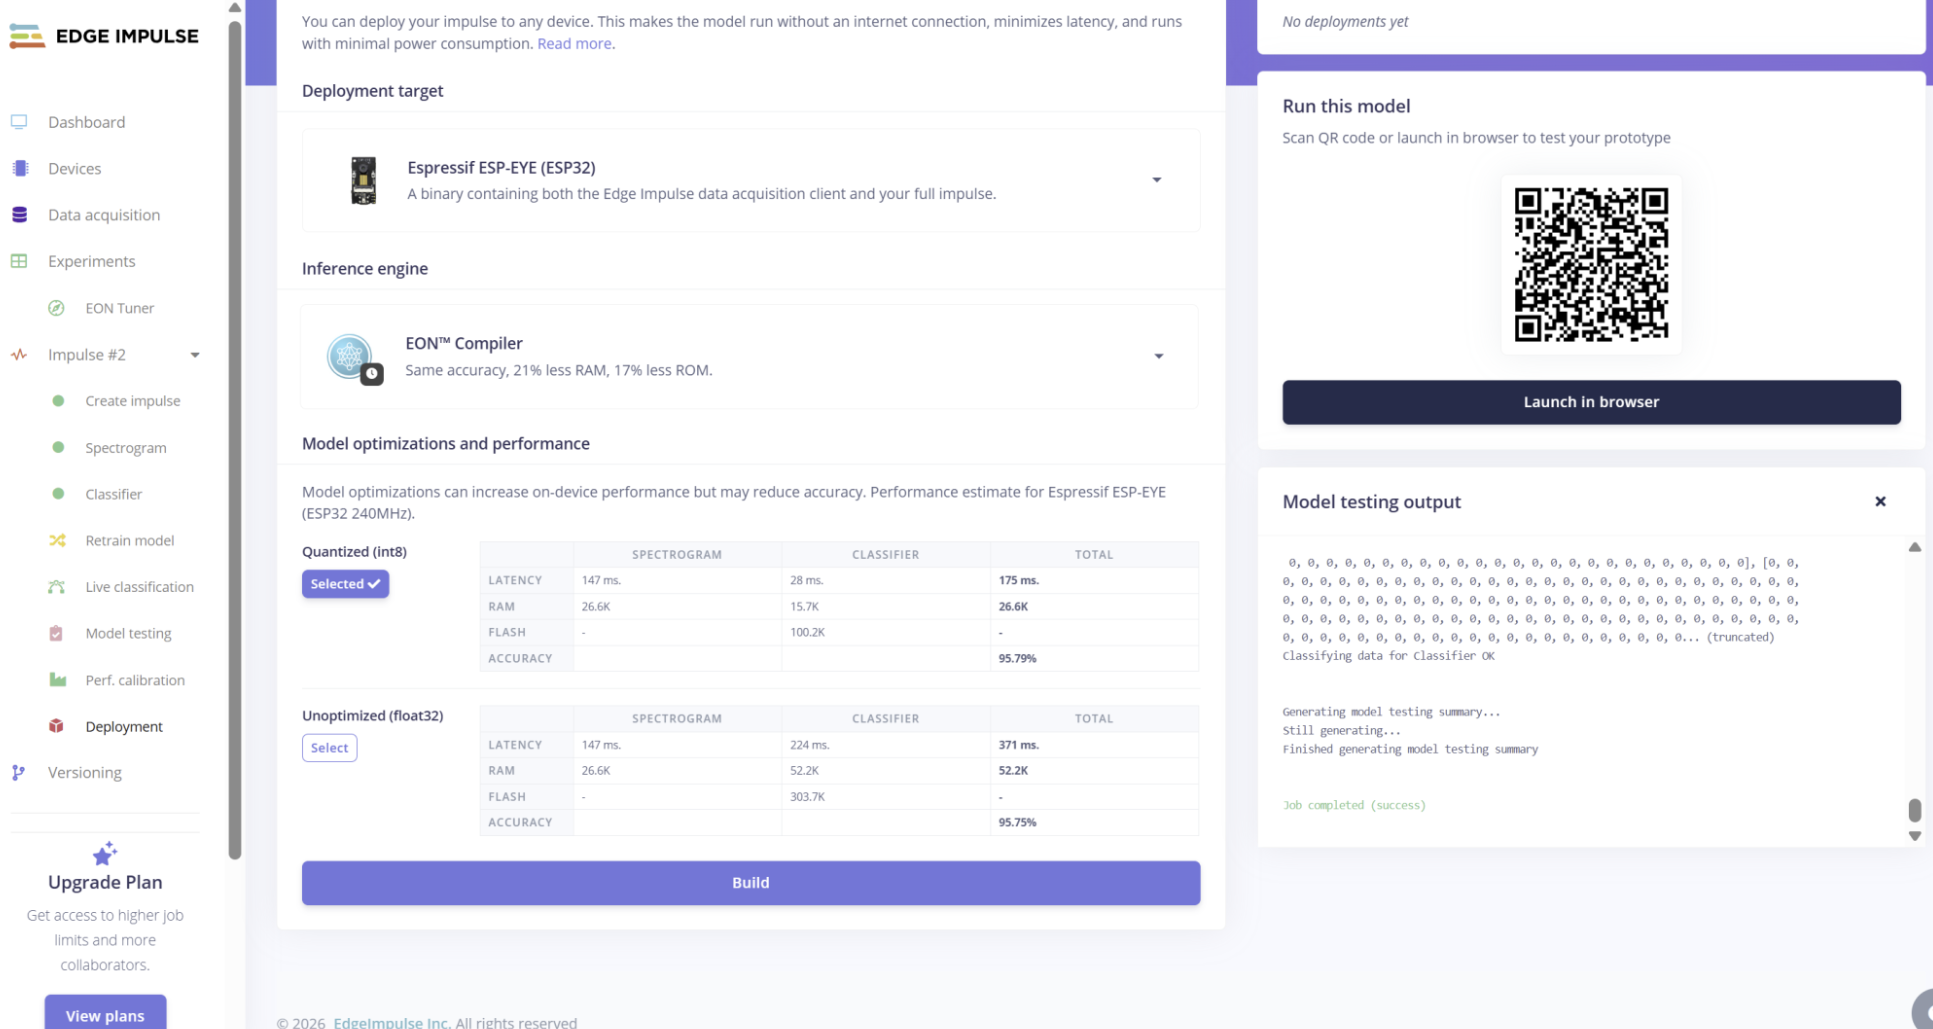 EDGE IMPULSE
Dashboard
Devices
Data acquisition
Experiments
EON Tuner
Impulse #2
Create impulse
Spectrogram
Classifier
Retrain model
Live classification
Model testing
Perf. calibration
Deployment
Versioning
Upgrade Plan
Get access to higher job
limits and more
collaborators.
View plans
You can deploy your impulse to any device. This makes the model run without an internet connection, minimizes latency, and runs
with minimal power consumption. Read more.
Deployment target
Espressif ESP-EYE (ESP32)
A binary containing both the Edge Impulse data acquisition client and your full impulse.
Inference engine
EON™ Compiler
Same accuracy, 21% less RAM, 17% less ROM.
Model optimizations and performance
Model optimizations can increase on-device performance but may reduce accuracy. Performance estimate for Espressif ESP-EYE
(ESP32 240MHz).
Quantized (int8)
Selected
SPECTROGRAM CLASSIFIER TOTAL
LATENCY 147 ms. 28 ms. 175 ms.
RAM 26.6K 15.7K 26.6K
FLASH - 100.2K -
ACCURACY 95.79%
Unoptimized (float32)
Select
SPECTROGRAM CLASSIFIER TOTAL
LATENCY 147 ms. 224 ms. 371 ms.
RAM 26.6K 52.2K 52.2K
FLASH - 303.7K -
ACCURACY 95.75%
Build
© 2026 EdgeImpulse Inc. All rights reserved
No deployments yet
Run this model
Scan QR code or launch in browser to test your prototype
Launch in browser
Model testing output
0, 0, 0, 0, 0, 0, 0, 0, 0, 0, 0, 0, 0, 0, 0, 0, 0, 0, 0, 0, 0, 0, 0, 0, 0], [0, 0,
0, 0, 0, 0, 0, 0, 0, 0, 0, 0, 0, 0, 0, 0, 0, 0, 0, 0, 0, 0, 0, 0, 0, 0, 0, 0,
0, 0, 0, 0, 0, 0, 0, 0, 0, 0, 0, 0, 0, 0, 0, 0, 0, 0, 0, 0, 0, 0, 0, 0, 0, 0, 0, 0,
0, 0, 0, 0, 0, 0, 0, 0, 0, 0, 0, 0, 0, 0, 0, 0, 0, 0, 0, 0, 0, 0, 0, 0, 0, 0, 0, 0,
0, 0, 0, 0, 0, 0, 0, 0, 0, 0, 0, 0, 0, 0, 0, 0, 0, 0, 0, 0, 0, 0... (truncated)
Classifying data for Classifier OK
Generating model testing summary...
Still generating...
Finished generating model testing summary
Job completed (success)